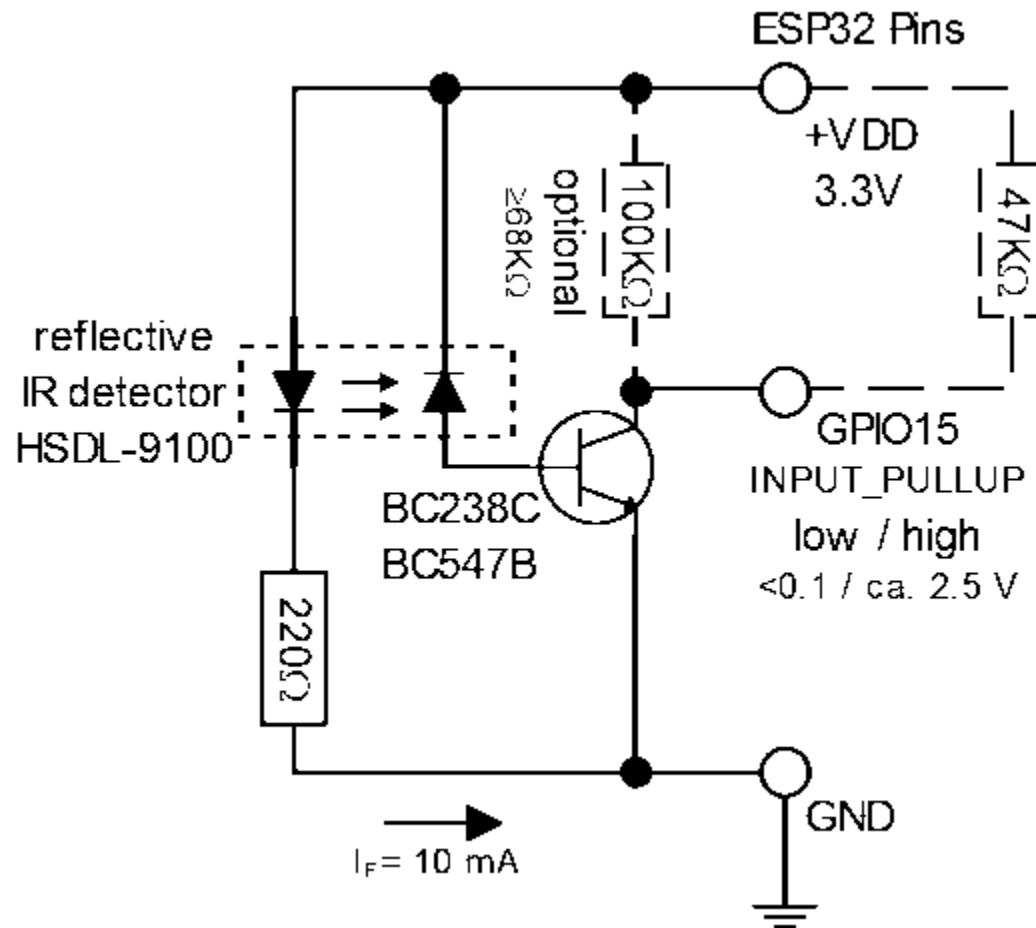 ESP32 Pins
+VDD
3.3V
47KΩ
100KΩ
optional
≥68KΩ
reflective
IR detector
HSDL-9100
GPIO15
INPUT_PULLUP
low / high
<0.1 / ca. 2.5 V
BC238C
BC547B
220Ω
GND
I_F = 10 mA